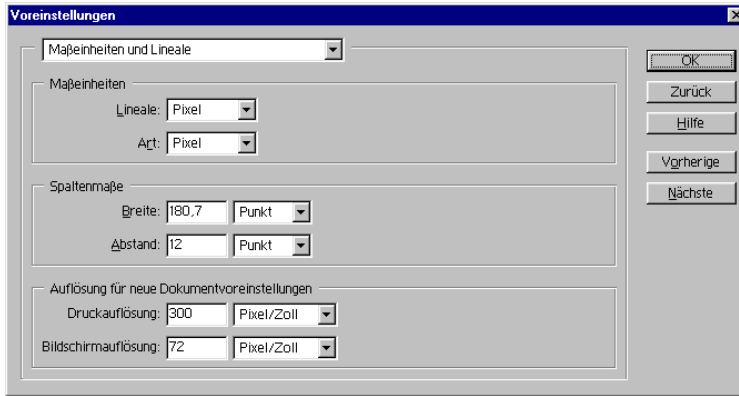 Voreinstellungen
Maßeinheiten und Lineale
Maßeinheiten
Lineale: Pixel
Art: Pixel
Spaltenmaße
Breite: 180,7 Punkt
Abstand: 12 Punkt
Auflösung für neue Dokumentvoreinstellungen
Druckauflösung: 300 Pixel/Zoll
Bildschirmauflösung: 72 Pixel/Zoll
OK
Zurück
Hilfe
Vorherige
Nächste